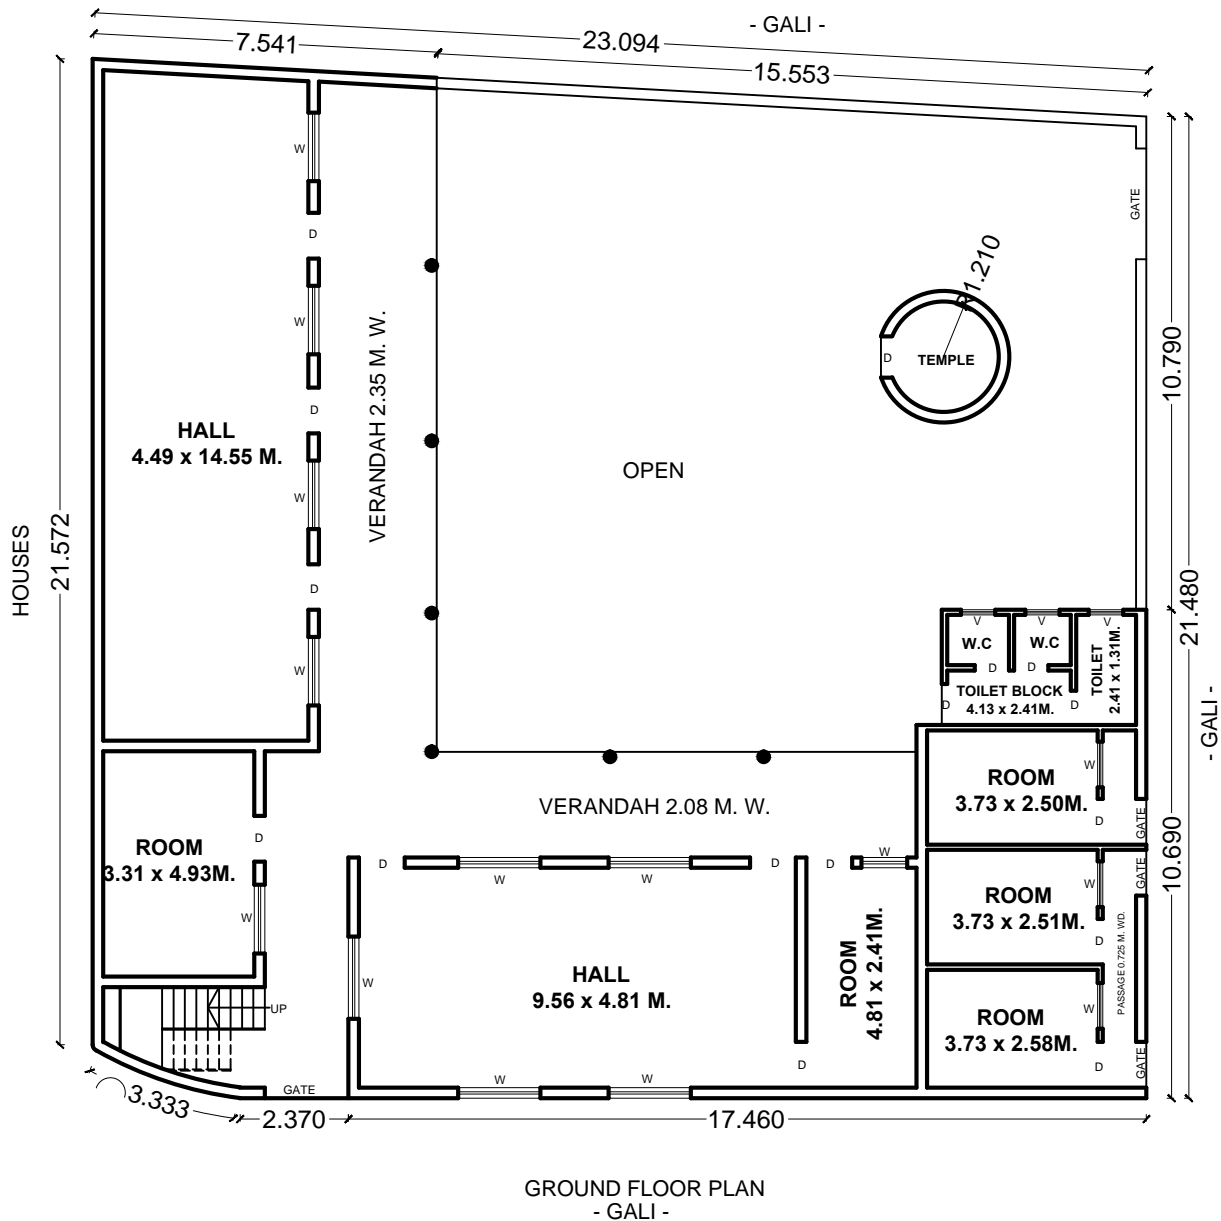 - GALI -
23.094
7.541
15.553
GATE
W
D
R1.210
D
TEMPLE
W
VERANDAH 2.35 M. W.
10.790
D
HALL
4.49 x 14.55 M.
OPEN
W
HOUSES
21.572
D
21.480
V
V
V
W.C
W.C
TOILET
2.41 x 1.31M.
D
D
W
TOILET BLOCK
4.13 x 2.41M.
D
D
- GALI -
W
ROOM
3.73 x 2.50M.
VERANDAH 2.08 M. W.
D
GATE
D
ROOM
3.31 x 4.93M.
10.690
D
D
D
W
W
W
W
GATE
W
ROOM
3.73 x 2.51M.
W
D
ROOM
4.81 x 2.41M.
PASSAGE 0.725 M. WD.
HALL
9.56 x 4.81 M.
W
UP
W
ROOM
3.73 x 2.58M.
D
D
GATE
W
W
GATE
3.333
2.370
17.460
GROUND FLOOR PLAN
- GALI -